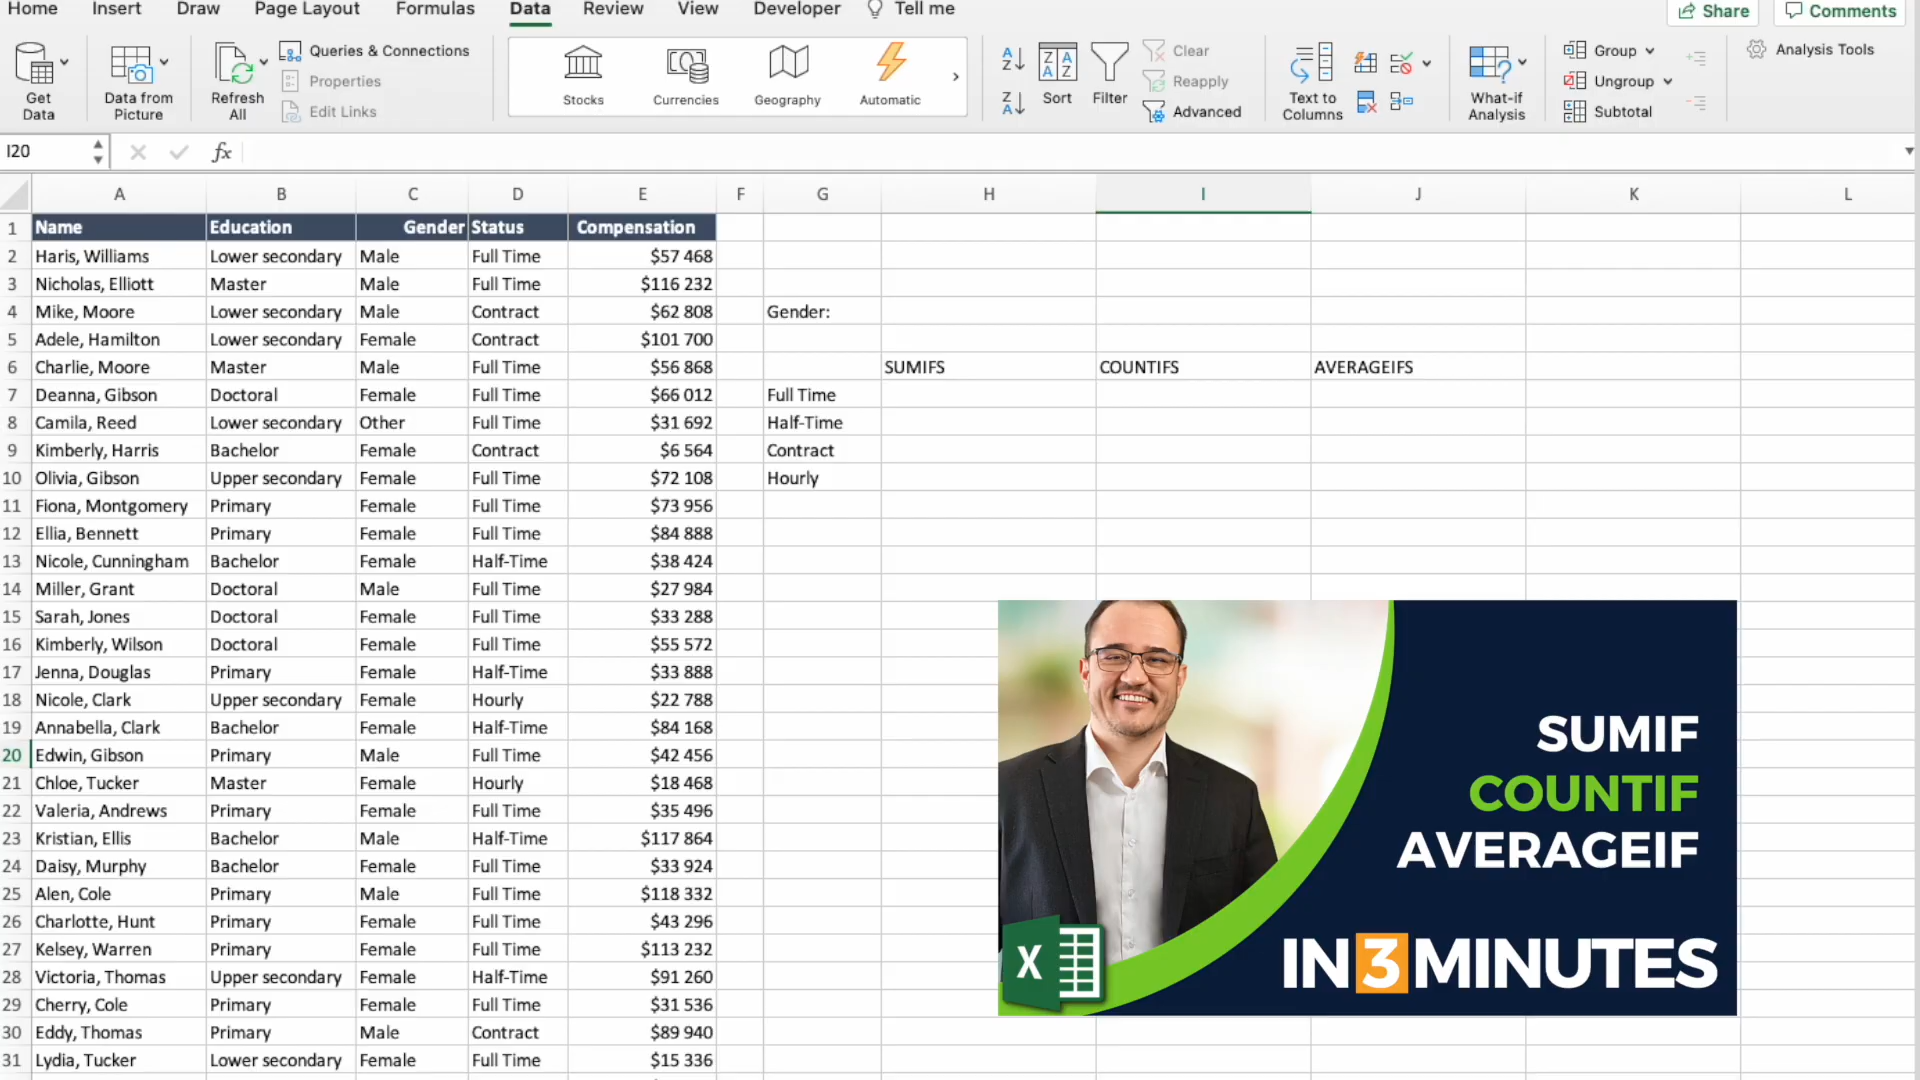 Home Insert Draw Page Layout Formulas Data Review View Developer Tell me Share Comments
Get Data
Data from Picture
Refresh All
Queries & Connections
Properties
Edit Links
Stocks Currencies Geography Automatic
Sort Filter
Clear
Reapply
Advanced
Text to Columns
What-if Analysis
Group
Ungroup
Subtotal
Analysis Tools
I20 fx
A B C D E F G H I J K L
1 Name Education Gender Status Compensation
2 Haris, Williams Lower secondary Male Full Time $57 468
3 Nicholas, Elliott Master Male Full Time $116 232
4 Mike, Moore Lower secondary Male Contract $62 808 Gender:
5 Adele, Hamilton Lower secondary Female Contract $101 700
6 Charlie, Moore Master Male Full Time $56 868 SUMIFS COUNTIFS AVERAGEIFS
7 Deanna, Gibson Doctoral Female Full Time $66 012 Full Time
8 Camila, Reed Lower secondary Other Full Time $31 692 Half-Time
9 Kimberly, Harris Bachelor Female Contract $6 564 Contract
10 Olivia, Gibson Upper secondary Female Full Time $72 108 Hourly
11 Fiona, Montgomery Primary Female Full Time $73 956
12 Ellia, Bennett Primary Female Full Time $84 888
13 Nicole, Cunningham Bachelor Female Half-Time $38 424
14 Miller, Grant Doctoral Male Full Time $27 984
15 Sarah, Jones Doctoral Female Full Time $33 288
16 Kimberly, Wilson Doctoral Female Full Time $55 572
17 Jenna, Douglas Primary Female Half-Time $33 888
18 Nicole, Clark Upper secondary Female Hourly $22 788
19 Annabella, Clark Bachelor Female Half-Time $84 168
20 Edwin, Gibson Primary Male Full Time $42 456
21 Chloe, Tucker Master Female Hourly $18 468
22 Valeria, Andrews Primary Female Full Time $35 496
23 Kristian, Ellis Bachelor Male Half-Time $117 864
24 Daisy, Murphy Bachelor Female Full Time $33 924
25 Alen, Cole Primary Male Full Time $118 332
26 Charlotte, Hunt Primary Female Full Time $43 296
27 Kelsey, Warren Primary Female Full Time $113 232
28 Victoria, Thomas Upper secondary Female Half-Time $91 260
29 Cherry, Cole Primary Female Full Time $31 536
30 Eddy, Thomas Primary Male Contract $89 940
31 Lydia, Tucker Lower secondary Female Full Time $15 336
SUMIF
COUNTIF
AVERAGEIF
IN 3 MINUTES
X